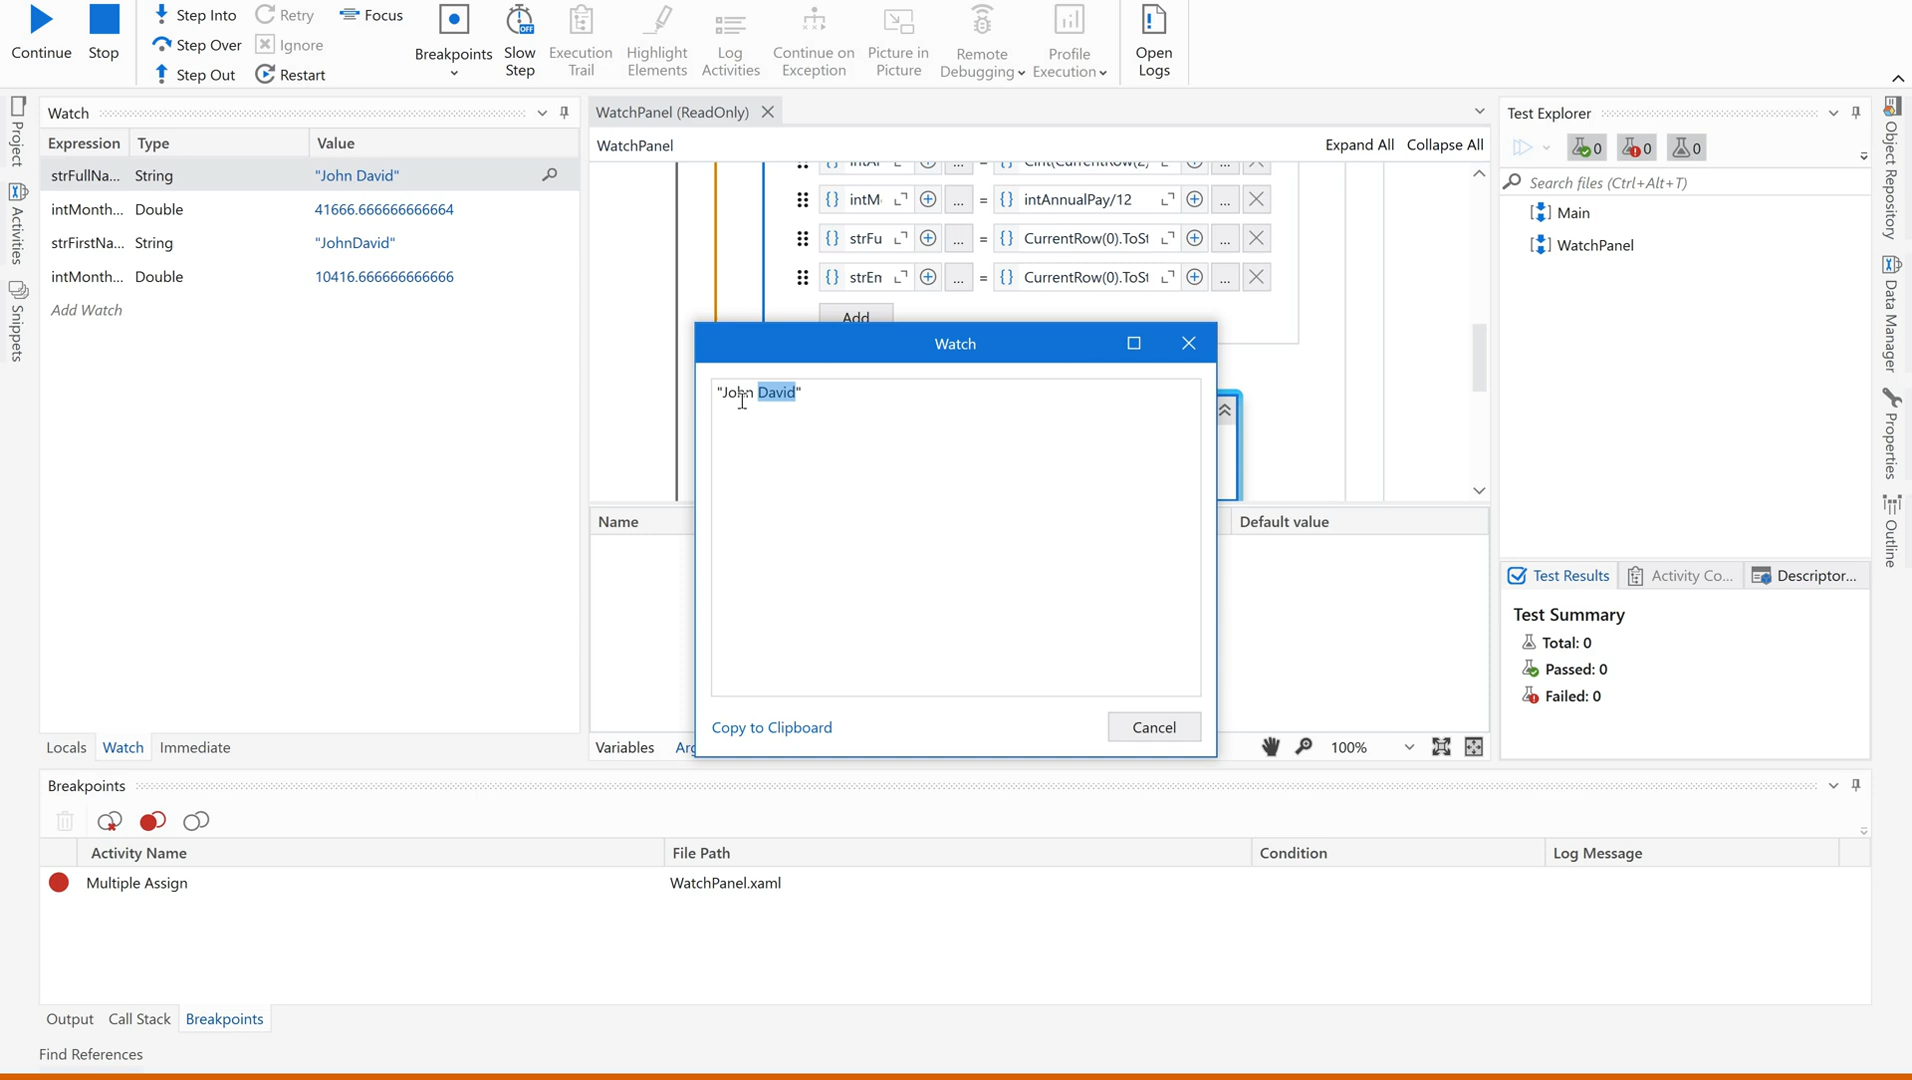 Continue
Stop
Step Into
Step Over
Step Out
Retry
Ignore
Restart
Focus
Breakpoints
Slow Step
Execution Trail
Highlight Elements
Log Activities
Continue on Exception
Picture in Picture
Remote Debugging
Profile Execution
Open Logs
Project
Activities
Snippets
Watch
Expression Type Value
strFullNa... String "John David"
intMonth... Double 41666.666666666664
strFirstNa... String "JohnDavid"
intMonth... Double 10416.666666666666
Add Watch
Locals Watch Immediate
WatchPanel (ReadOnly)
WatchPanel Expand All Collapse All
intM ... = intAnnualPay/12 ...
strFu ... = CurrentRow(0).ToSt ...
strEn ... = CurrentRow(0).ToSt ...
Add
Watch
"John David"
Copy to Clipboard Cancel
Name Default value
Variables 100%
Test Explorer
0 0 0
Search files (Ctrl+Alt+T)
Main
WatchPanel
Test Results Activity Co... Descriptor...
Test Summary
Total: 0
Passed: 0
Failed: 0
Object Repository
Data Manager
Properties
Outline
Breakpoints
Activity Name File Path Condition Log Message
Multiple Assign WatchPanel.xaml
Output Call Stack Breakpoints
Find References